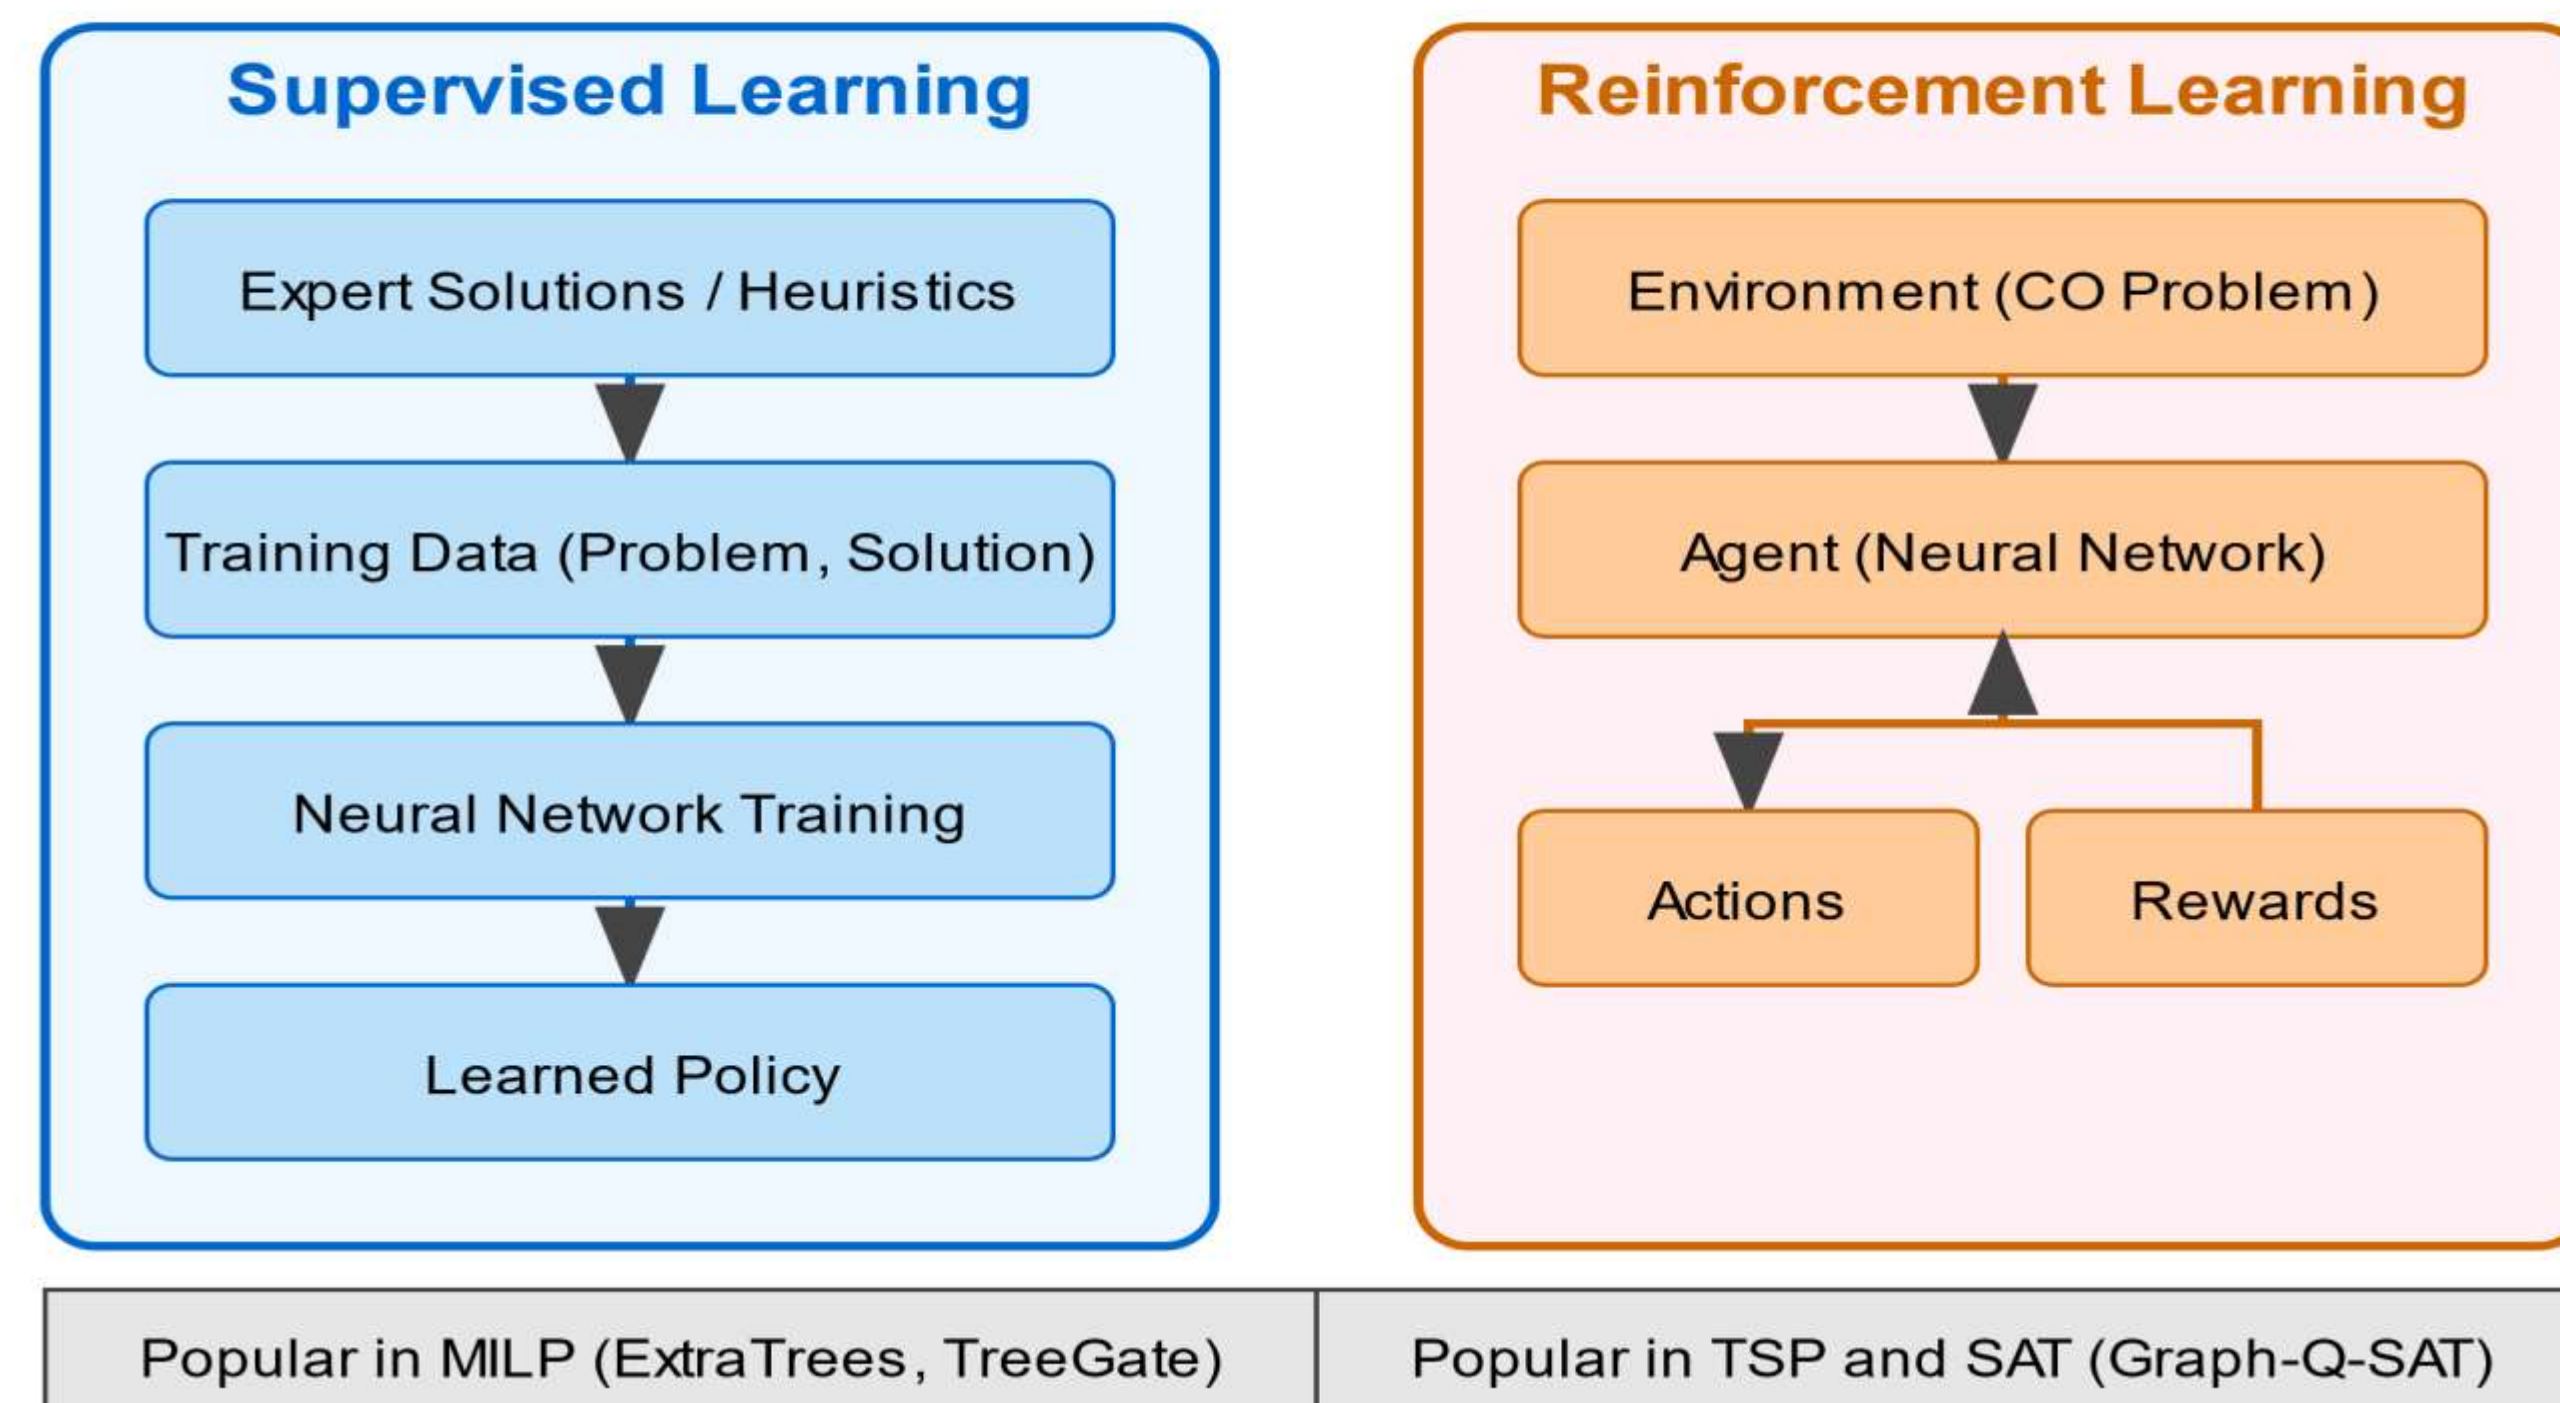 Supervised Learning
Expert Solutions / Heuristics
Training Data (Problem, Solution)
Neural Network Training
Learned Policy
Reinforcement Learning
Environment (CO Problem)
Agent (Neural Network)
Actions
Rewards
Popular in MILP (ExtraTrees, TreeGate)
Popular in TSP and SAT (Graph-Q-SAT)